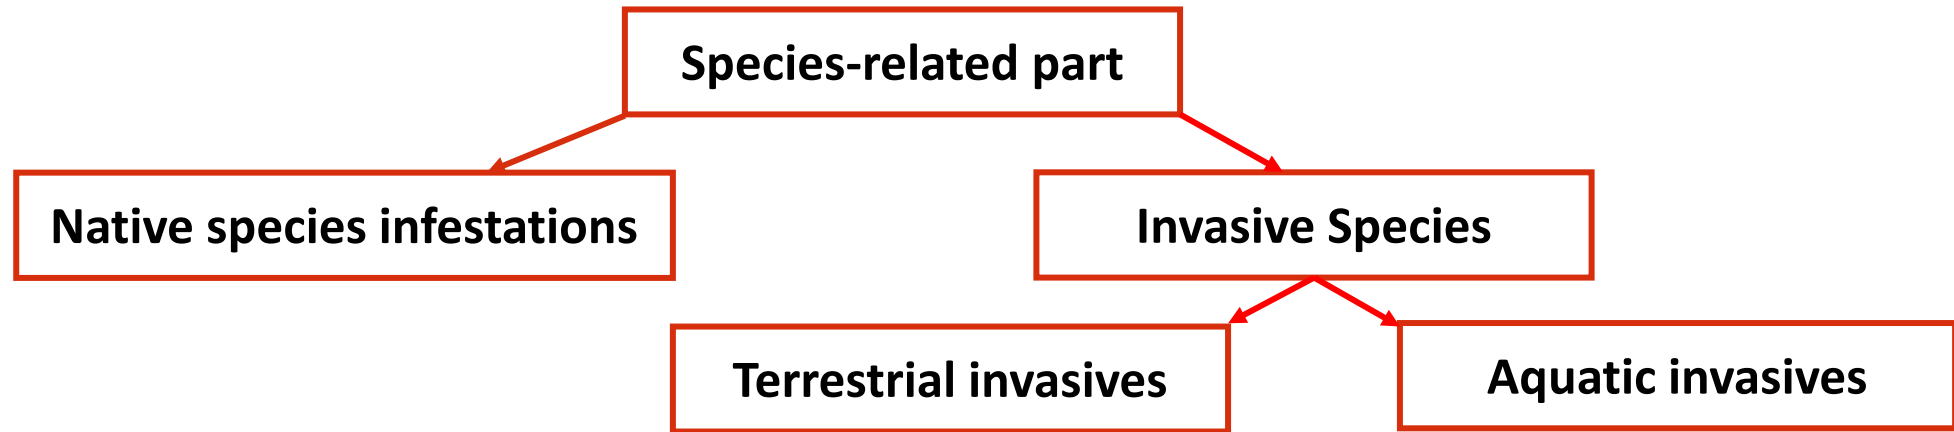 Species-related part
Native species infestations
Invasive Species
Terrestrial invasives
Aquatic invasives